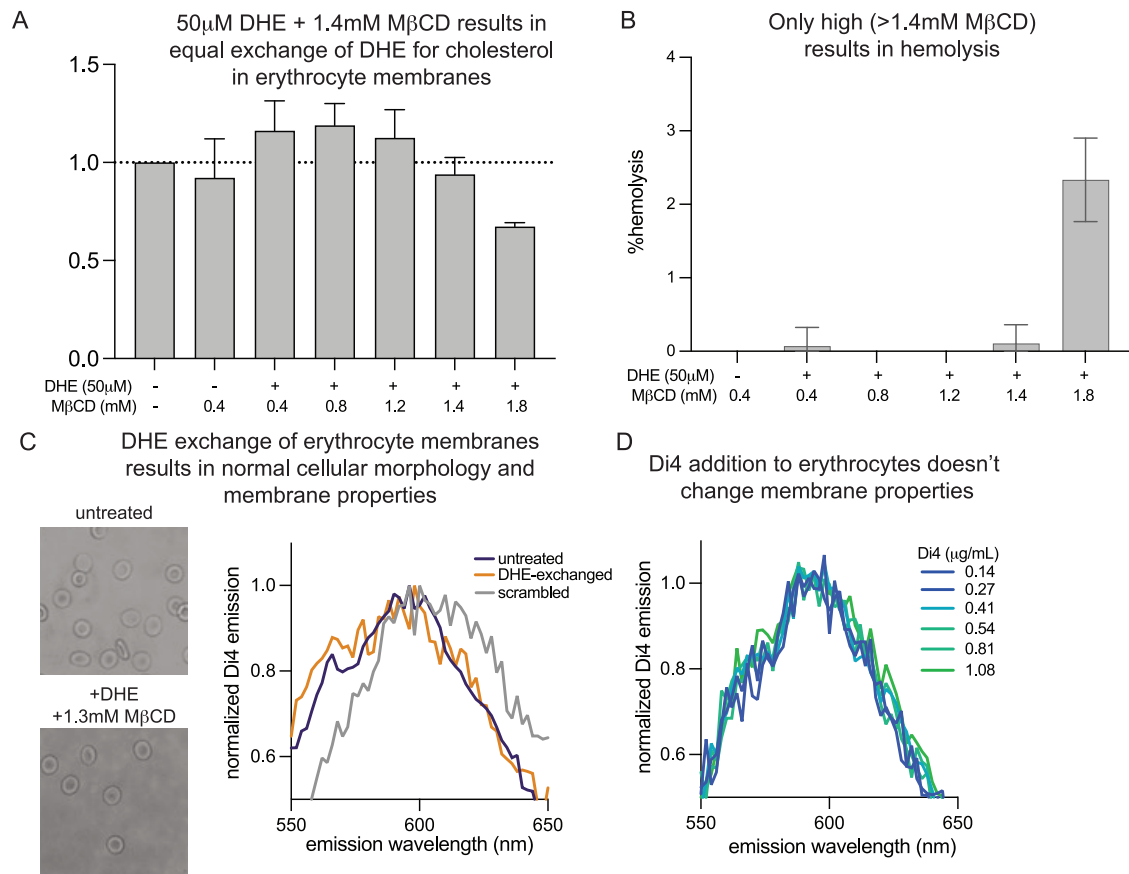 A
50μM DHE + 1.4mM MβCD results in
equal exchange of DHE for cholesterol
in erythrocyte membranes
1.5
1.0
0.5
0.0
DHE (50μM) - - + + + + +
MβCD (mM) - 0.4 0.4 0.8 1.2 1.4 1.8
B
Only high (>1.4mM MβCD)
results in hemolysis
%hemolysis
4
3
2
1
0
DHE (50μM) - + + + + +
MβCD (mM) 0.4 0.4 0.8 1.2 1.4 1.8
C
DHE exchange of erythrocyte membranes
results in normal cellular morphology and
membrane properties
untreated
+DHE
+1.3mM MβCD
normalized Di4 emission
1.0
0.8
0.6
untreated
DHE-exchanged
scrambled
550 600 650
emission wavelength (nm)
D
Di4 addition to erythrocytes doesn't
change membrane properties
normalized Di4 emission
1.0
0.8
0.6
Di4 (μg/mL)
0.14
0.27
0.41
0.54
0.81
1.08
550 600 650
emission wavelength (nm)